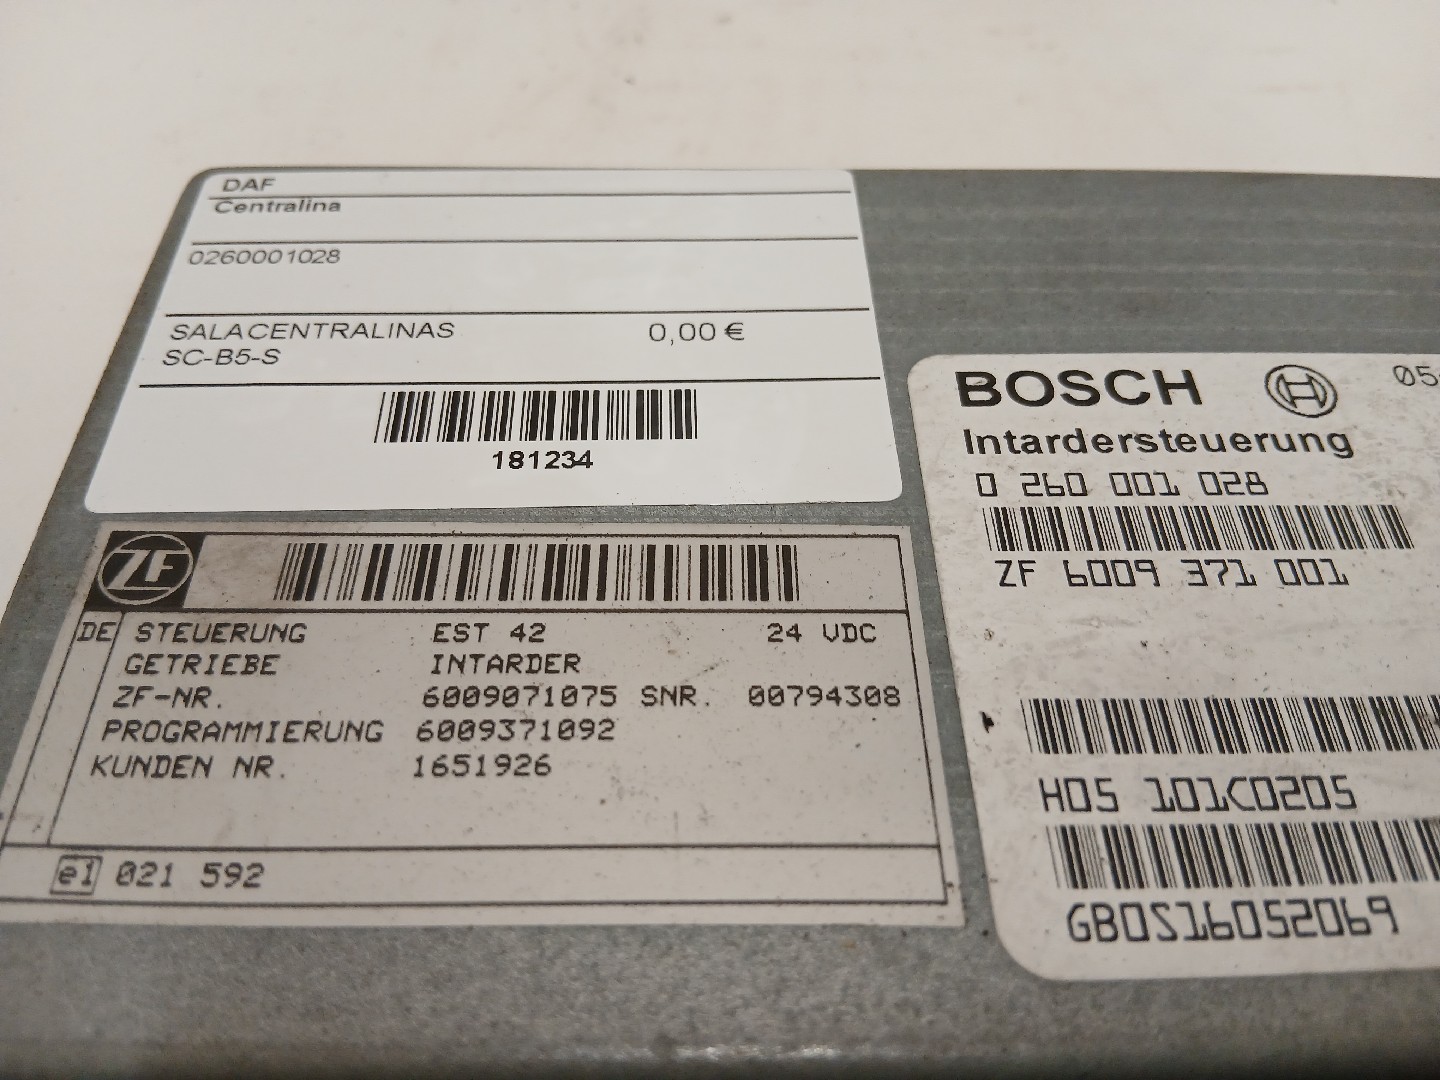 DAF
Centralina
0260001028
SALACENTRALINAS 0,00 €
SC-B5-S
181234
ZF
DE STEUERUNG EST 42 24 VDC
GETRIEBE INTARDER
ZF-NR. 6009071075 SNR. 00794308
PROGRAMMIERUNG 6009371092
KUNDEN NR. 1651926
e1 021 592
BOSCH
Intardersteuerung
0 260 001 028
ZF 6009 371 001
H05 101C0205
GB0S16052069